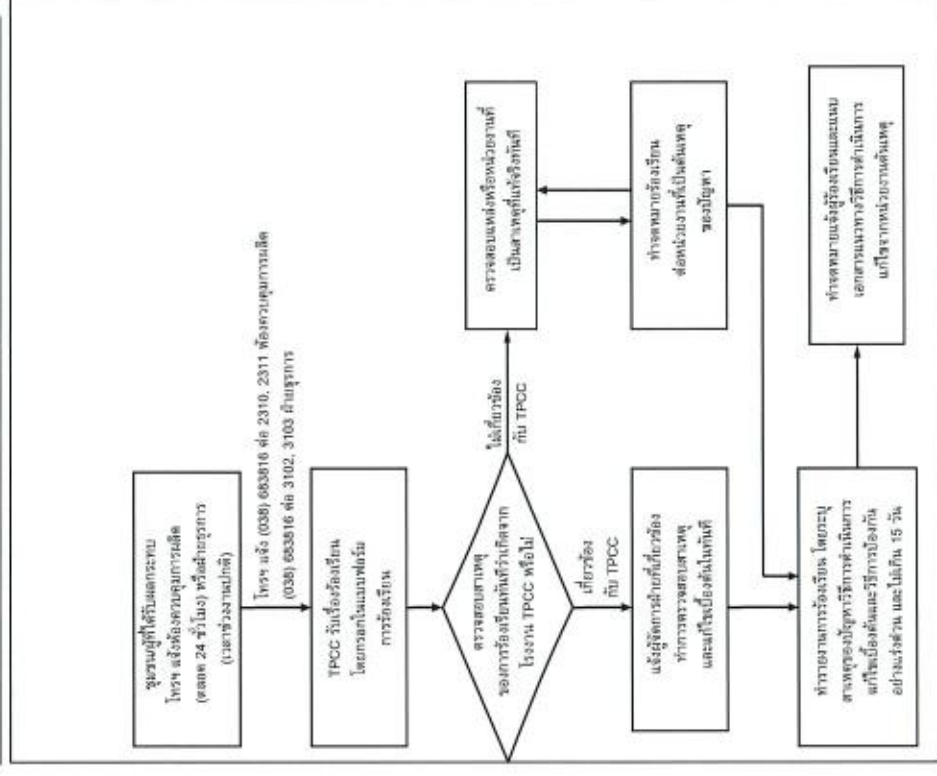 ชุมชน/ผู้ที่ได้รับผลกระทบ
โทรฯ แจ้งห้องควบคุมการผลิต
(ตลอด 24 ชั่วโมง) หรือฝ่ายธุรการ
(เวลาช่วงงานปกติ)
โทรฯ แจ้ง (038) 683816 ต่อ 2310, 2311 ห้องควบคุมการผลิต
(038) 683816 ต่อ 3102, 3103 ฝ่ายธุรการ
TPCC รับเรื่องร้องเรียน
โดยกรอกในแบบฟอร์ม
การร้องเรียน
ตรวจสอบสาเหตุ
ของการร้องเรียนทันทีว่าเกิดจาก
โรงงาน TPCC หรือไม่
ไม่เกี่ยวข้อง
กับ TPCC
ตรวจสอบแหล่งหรือหน่วยงานที่
เป็นสาเหตุที่แท้จริงทันที
เกี่ยวข้อง
กับ TPCC
แจ้งผู้จัดการฝ่ายที่เกี่ยวข้อง
ทำการตรวจสอบสาเหตุ
และแก้ไขเบื้องต้นในทันที
ทำจดหมายร้องเรียน
ต่อหน่วยงานที่เป็นต้นเหตุ
ของปัญหา
ทำรายงานการร้องเรียน โดยระบุ
สาเหตุของปัญหาวิธีการดำเนินการ
แก้ไขเบื้องต้นและวิธีการป้องกัน
อย่างเร่งด่วน และไม่เกิน 15 วัน
ทำจดหมายแจ้งผู้ร้องเรียนและแนบ
เอกสารแนวทางวิธีการดำเนินการ
แก้ไขจากหน่วยงานต้นเหตุ